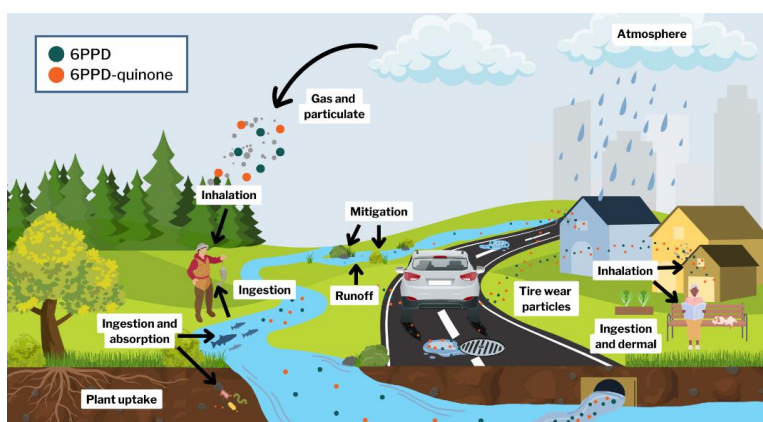 6PPD
6PPD-quinone
Atmosphere
Gas and
particulate
Inhalation
Mitigation
Inhalation
Ingestion
Runoff
Tire wear
particles
Ingestion and
absorption
Ingestion
and dermal
Plant uptake